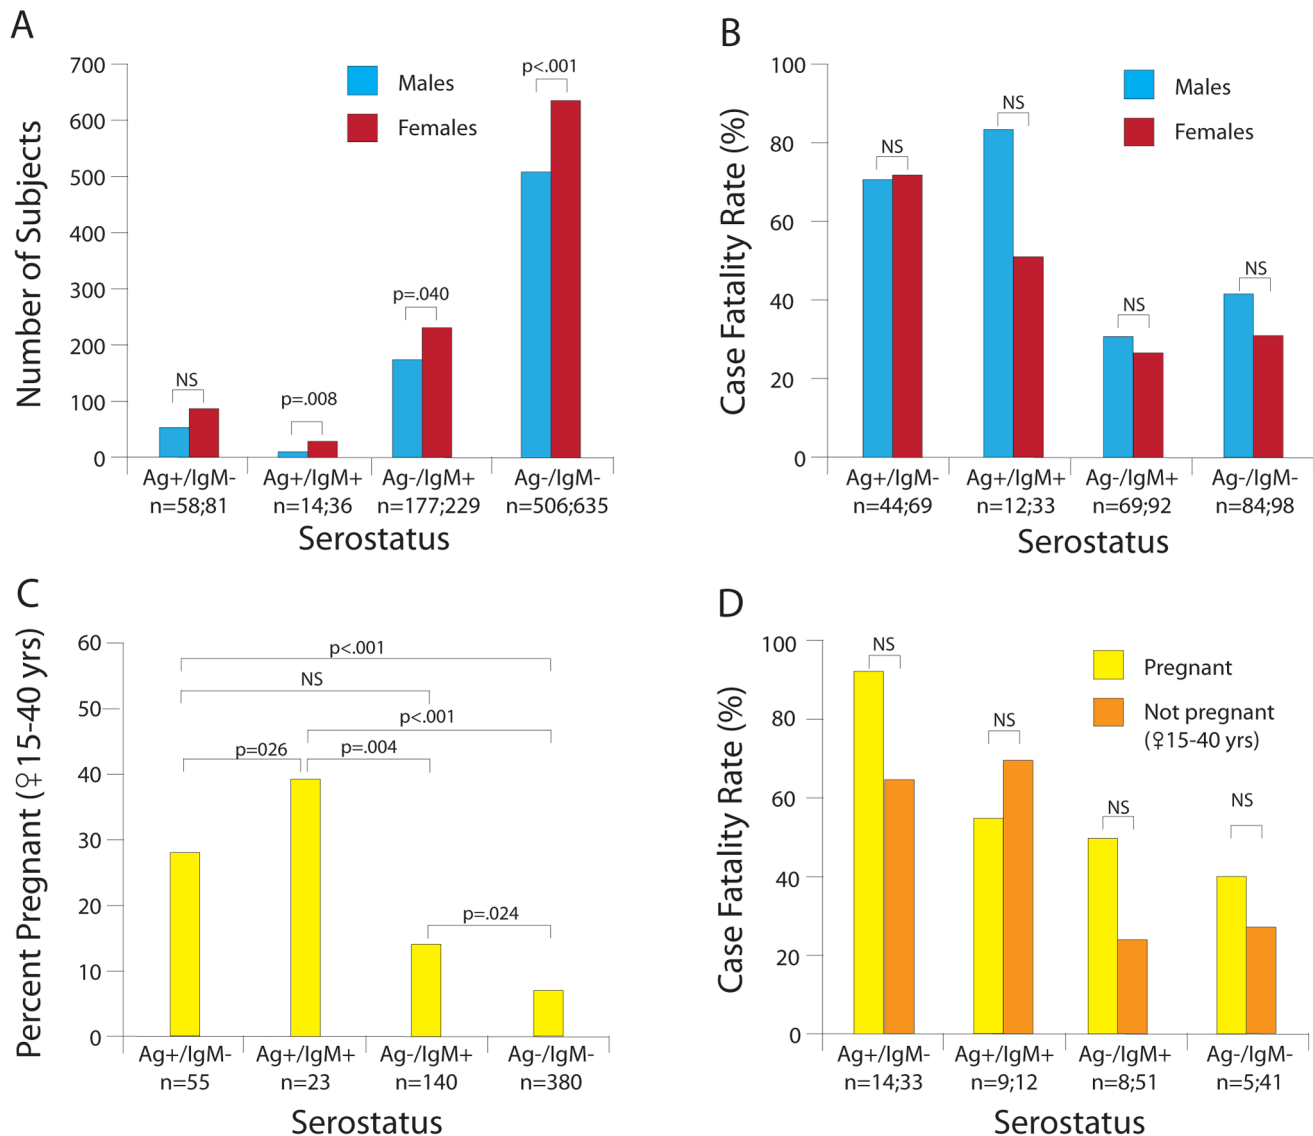 A
Number of Subjects
700
600
500
400
300
200
100
0
Males
Females
NS
p=.008
p=.040
p<.001
Ag+/IgM- Ag+/IgM+ Ag-/IgM+ Ag-/IgM-
n=58;81 n=14;36 n=177;229 n=506;635
Serostatus
B
Case Fatality Rate (%)
100
80
60
40
20
0
Males
Females
NS
NS
NS
NS
Ag+/IgM- Ag+/IgM+ Ag-/IgM+ Ag-/IgM-
n=44;69 n=12;33 n=69;92 n=84;98
Serostatus
C
Percent Pregnant (♀15-40 yrs)
60
50
40
30
20
10
0
p<.001
NS
p<.001
p=026
p=.004
p=.024
Ag+/IgM- Ag+/IgM+ Ag-/IgM+ Ag-/IgM-
n=55 n=23 n=140 n=380
Serostatus
D
Case Fatality Rate (%)
100
80
60
40
20
0
Pregnant
Not pregnant
(♀15-40 yrs)
NS
NS
NS
NS
Ag+/IgM- Ag+/IgM+ Ag-/IgM+ Ag-/IgM-
n=14;33 n=9;12 n=8;51 n=5;41
Serostatus